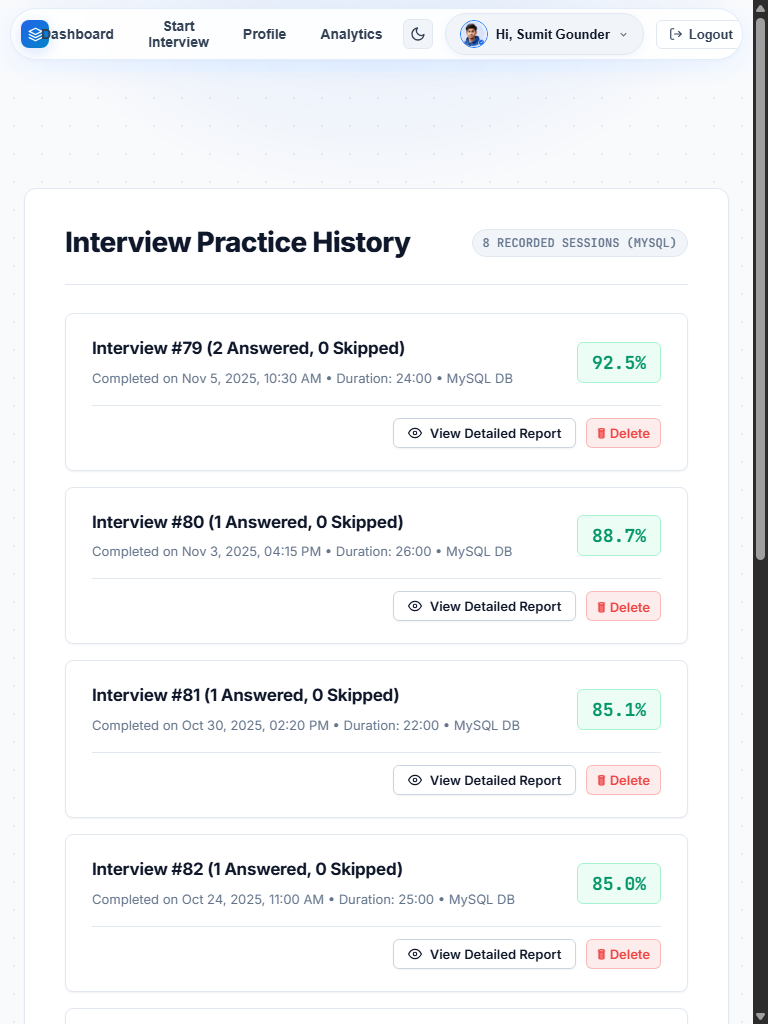 Dashboard
Start
Interview
Profile
Analytics
Hi, Sumit Gounder
Logout
Interview Practice History
8 RECORDED SESSIONS (MYSQL)
Interview #79 (2 Answered, 0 Skipped)
92.5%
Completed on Nov 5, 2025, 10:30 AM • Duration: 24:00 • MySQL DB
View Detailed Report
Delete
Interview #80 (1 Answered, 0 Skipped)
88.7%
Completed on Nov 3, 2025, 04:15 PM • Duration: 26:00 • MySQL DB
View Detailed Report
Delete
Interview #81 (1 Answered, 0 Skipped)
85.1%
Completed on Oct 30, 2025, 02:20 PM • Duration: 22:00 • MySQL DB
View Detailed Report
Delete
Interview #82 (1 Answered, 0 Skipped)
85.0%
Completed on Oct 24, 2025, 11:00 AM • Duration: 25:00 • MySQL DB
View Detailed Report
Delete